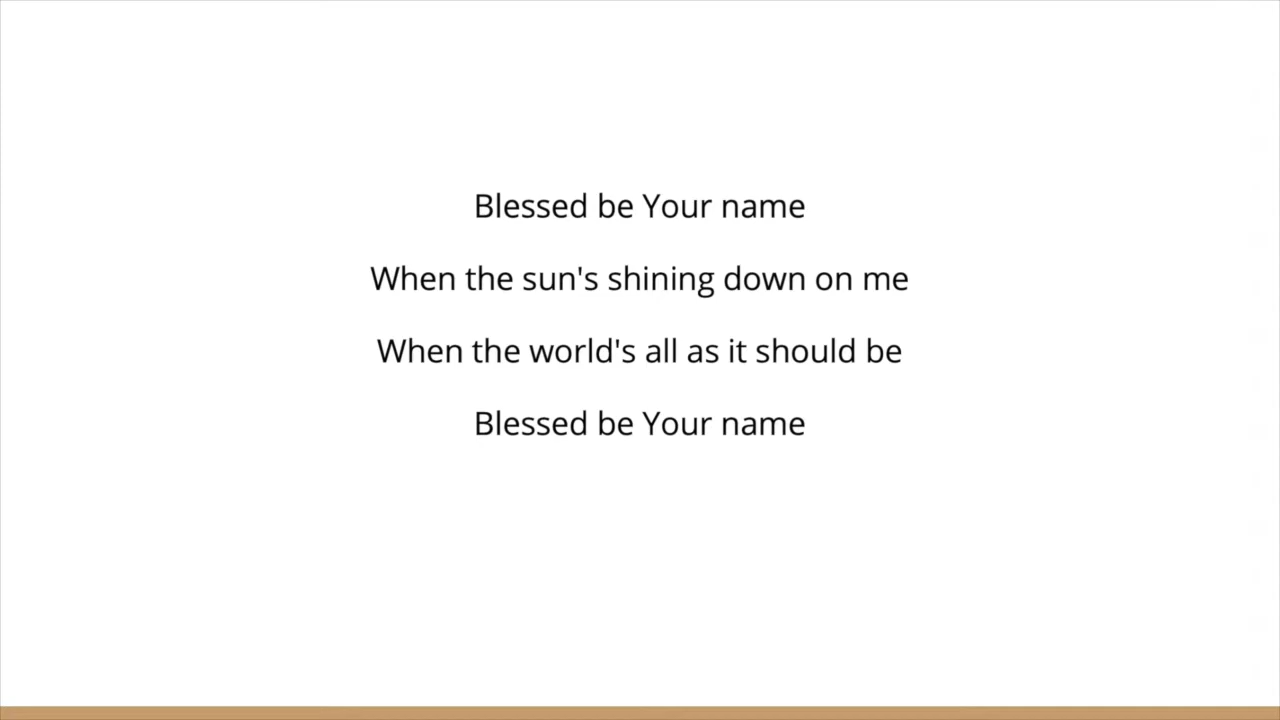 Blessed be Your name
When the sun's shining down on me
When the world's all as it should be
Blessed be Your name